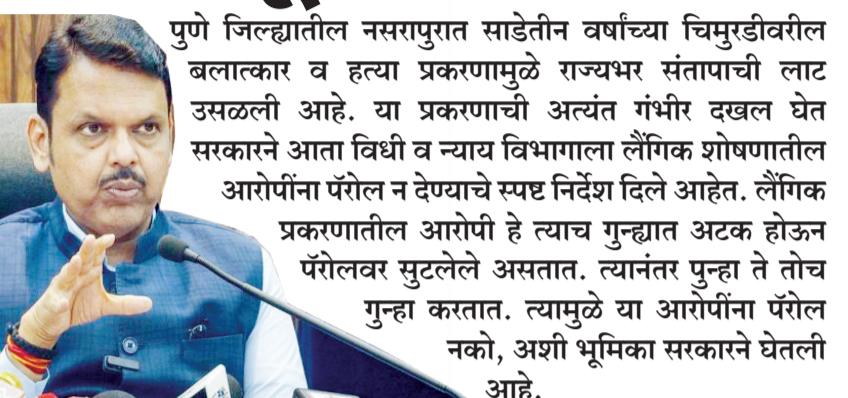 पुणे जिल्ह्यातील नसरापुरात साडेतीन वर्षांच्या चिमुरडीवरील
बलात्कार व हत्या प्रकरणामुळे राज्यभर संतापाची लाट
उसळली आहे. या प्रकरणाची अत्यंत गंभीर दखल घेत
सरकारने आता विधी व न्याय विभागाला लैंगिक शोषणातील
आरोपींना पॅरोल न देण्याचे स्पष्ट निर्देश दिले आहेत. लैंगिक
प्रकरणातील आरोपी हे त्याच गुन्ह्यात अटक होऊन
पॅरोलवर सुटलेले असतात. त्यानंतर पुन्हा ते तोच
गुन्हा करतात. त्यामुळे या आरोपींना पॅरोल
नको, अशी भूमिका सरकारने घेतली
आहे.